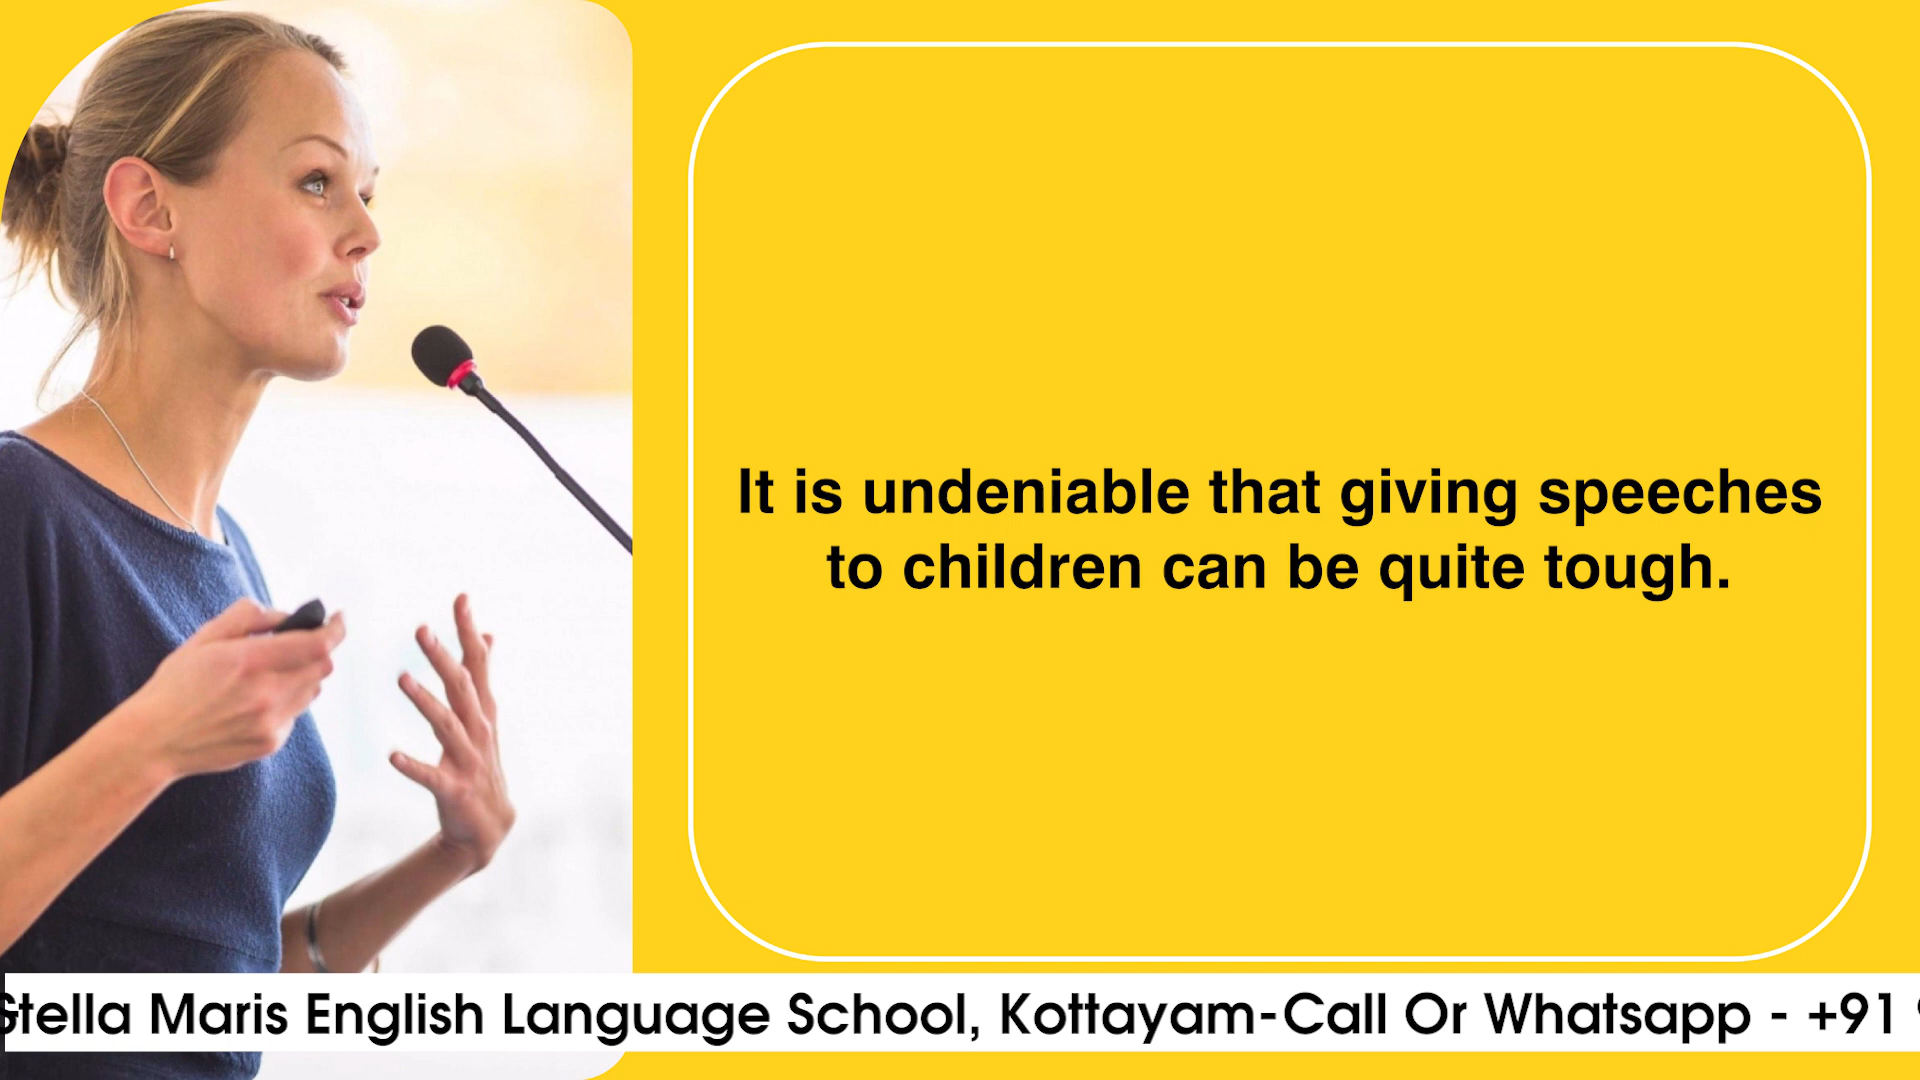 It is undeniable that giving speeches
to children can be quite tough.
Stella Maris English Language School, Kottayam-Call Or Whatsapp - +91